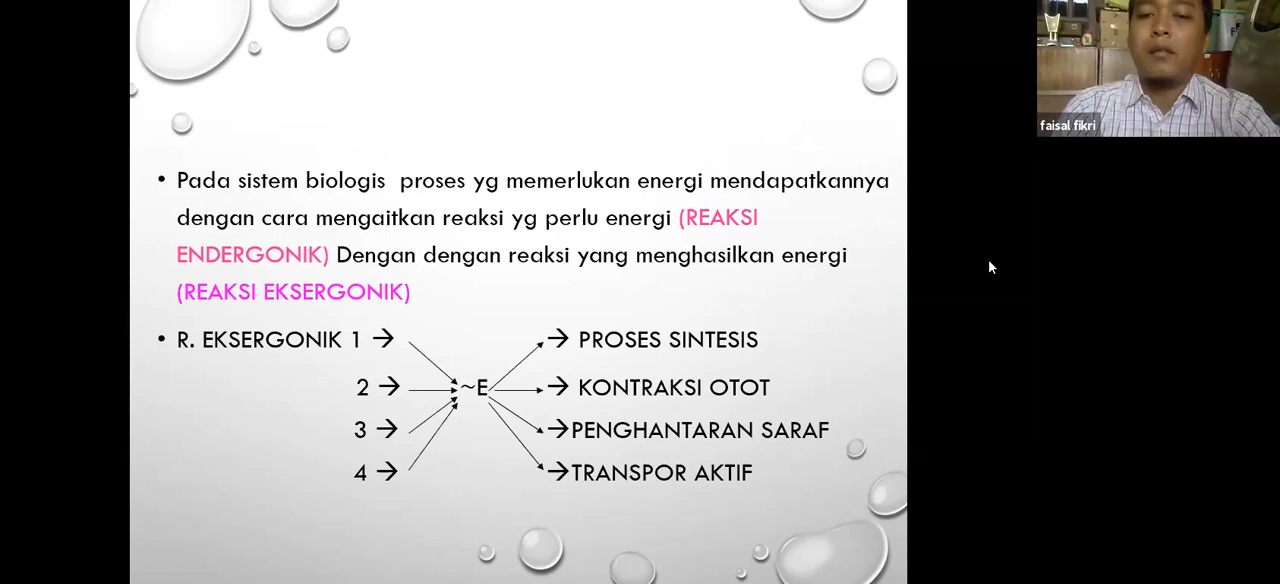 faisal fikri
• Pada sistem biologis proses yg memerlukan energi mendapatkannya
dengan cara mengaitkan reaksi yg perlu energi (REAKSI
ENDERGONIK) Dengan dengan reaksi yang menghasilkan energi
(REAKSI EKSERGONIK)
• R. EKSERGONIK 1 → → PROSES SINTESIS
2 → ~E → KONTRAKSI OTOT
3 → →PENGHANTARAN SARAF
4 → →TRANSPOR AKTIF